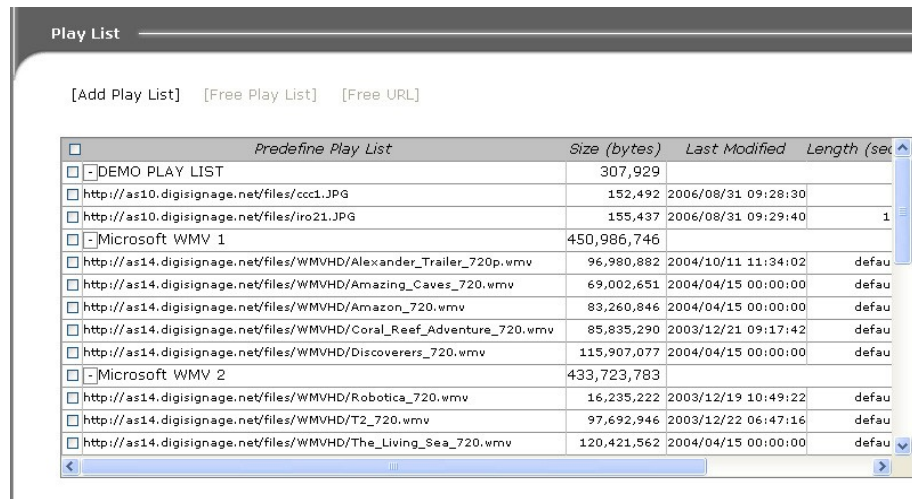 Play List
[Add Play List] [Free Play List] [Free URL]
Predefine Play List Size (bytes) Last Modified Length (sec
- DEMO PLAY LIST 307,929
http://as10.digisignage.net/files/ccc1.JPG 152,492 2006/08/31 09:28:30
http://as10.digisignage.net/files/iro21.JPG 155,437 2006/08/31 09:29:40 1
- Microsoft WMV 1 450,986,746
http://as14.digisignage.net/files/WMVHD/Alexander_Trailer_720p.wmv 96,980,882 2004/10/11 11:34:02 defau
http://as14.digisignage.net/files/WMVHD/Amazing_Caves_720.wmv 69,002,651 2004/04/15 00:00:00 defau
http://as14.digisignage.net/files/WMVHD/Amazon_720.wmv 83,260,846 2004/04/15 00:00:00 defau
http://as14.digisignage.net/files/WMVHD/Coral_Reef_Adventure_720.wmv 85,835,290 2003/12/21 09:17:42 defau
http://as14.digisignage.net/files/WMVHD/Discoverers_720.wmv 115,907,077 2004/04/15 00:00:00 defau
- Microsoft WMV 2 433,723,783
http://as14.digisignage.net/files/WMVHD/Robotica_720.wmv 16,235,222 2003/12/19 10:49:22 defau
http://as14.digisignage.net/files/WMVHD/T2_720.wmv 97,692,946 2003/12/22 06:47:16 defau
http://as14.digisignage.net/files/WMVHD/The_Living_Sea_720.wmv 120,421,562 2004/04/15 00:00:00 defau